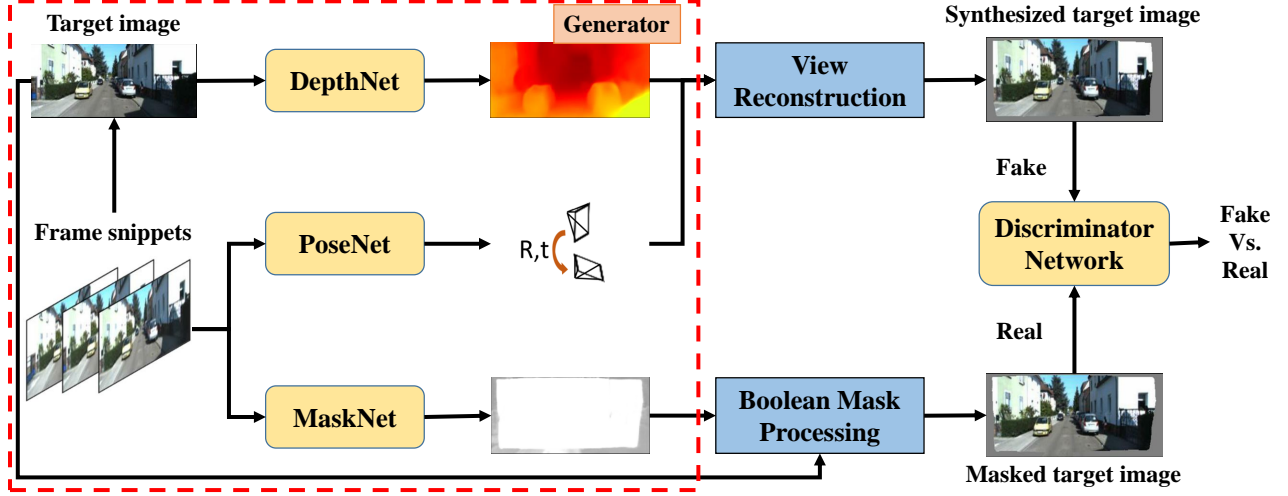 Target image
Generator
Synthesized target image
DepthNet
View
Reconstruction
Fake
Frame snippets
PoseNet
R,t
Discriminator
Network
Fake
Vs.
Real
Real
MaskNet
Boolean Mask
Processing
Masked target image